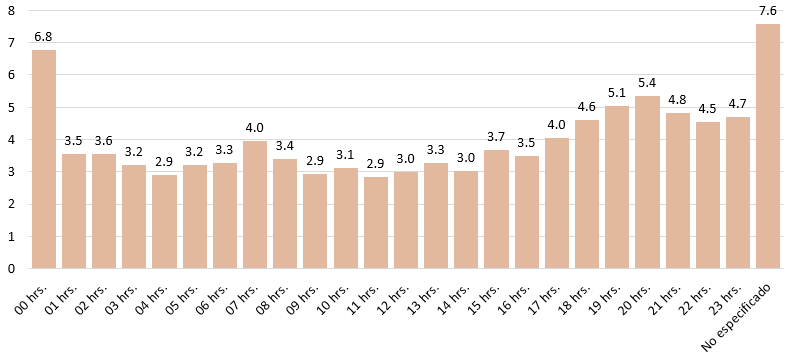 8
7
6
5
4
3
2
1
0
6.8
3.5
3.6
3.2
2.9
3.2
3.3
4.0
3.4
2.9
3.1
2.9
3.0
3.3
3.0
3.7
3.5
4.0
4.6
5.1
5.4
4.8
4.5
4.7
7.6
00 hrs.
01 hrs.
02 hrs.
03 hrs.
04 hrs.
05 hrs.
06 hrs.
07 hrs.
08 hrs.
09 hrs.
10 hrs.
11 hrs.
12 hrs.
13 hrs.
14 hrs.
15 hrs.
16 hrs.
17 hrs.
18 hrs.
19 hrs.
20 hrs.
21 hrs.
22 hrs.
23 hrs.
No especificado